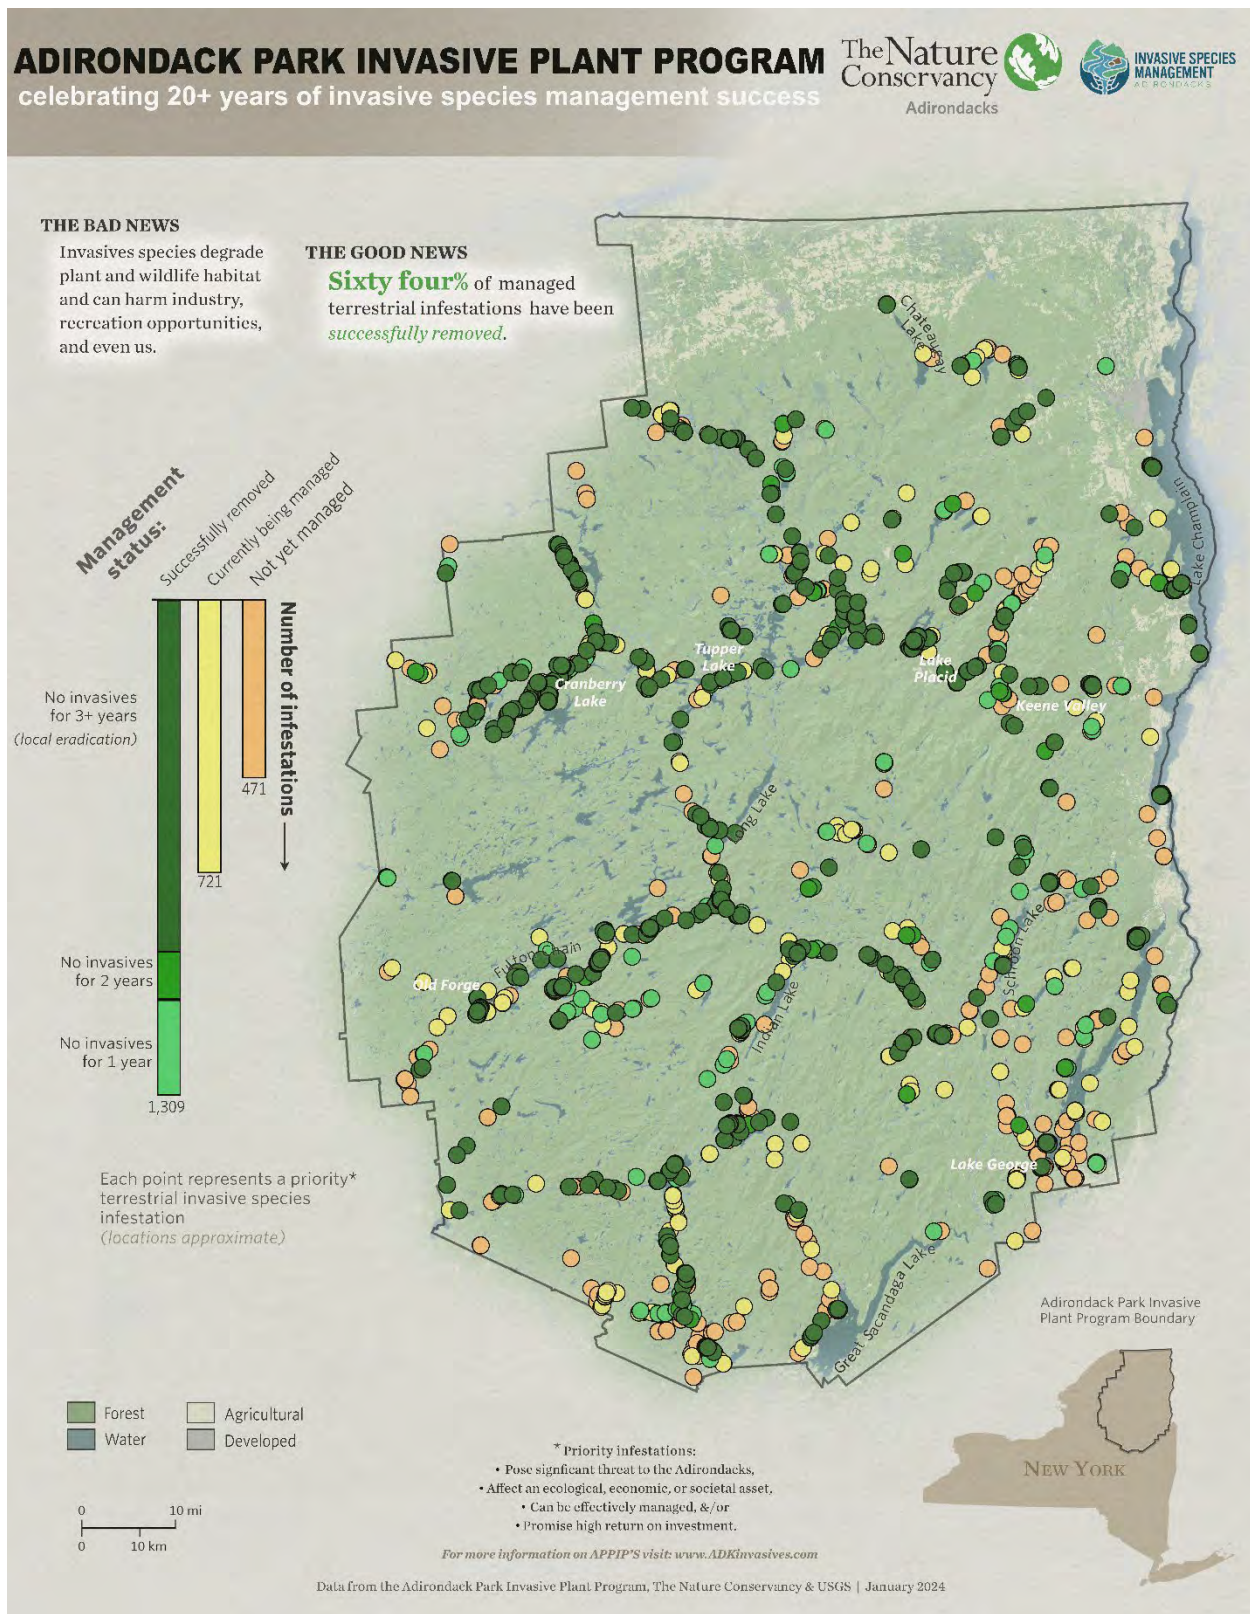 ADIRONDACK PARK INVASIVE PLANT PROGRAM
celebrating 20+ years of invasive species management success
The Nature
Conservancy
Adirondacks
INVASIVE SPECIES
MANAGEMENT
ADIRONDACKS
THE BAD NEWS
Invasives species degrade
plant and wildlife habitat
and can harm industry,
recreation opportunities,
and even us.
THE GOOD NEWS
Sixty four% of managed
terrestrial infestations have been
successfully removed.
Management
status:
Successfully removed
Currently being managed
Not yet managed
Number of infestations
No invasives
for 3+ years
(local eradication)
471
721
No invasives
for 2 years
No invasives
for 1 year
1,309
Each point represents a priority*
terrestrial invasive species
infestation
(locations approximate)
Chateaugay
Lake
Lake Champlain
Tupper
Lake
Lake
Placid
Cranberry
Lake
Keene Valley
Long Lake
Fulton Chain
Old Forge
Schroon Lake
Indian Lake
Lake George
Great Sacandaga Lake
Adirondack Park Invasive
Plant Program Boundary
NEW YORK
Forest
Agricultural
Water
Developed
0 10 mi
0 10 km
* Priority infestations:
• Pose signficant threat to the Adirondacks,
• Affect an ecological, economic, or societal asset,
• Can be effectively managed, &/or
• Promise high return on investment.
For more information on APPIP'S visit: www.ADKinvasives.com
Data from the Adirondack Park Invasive Plant Program, The Nature Conservancy & USGS | January 2024